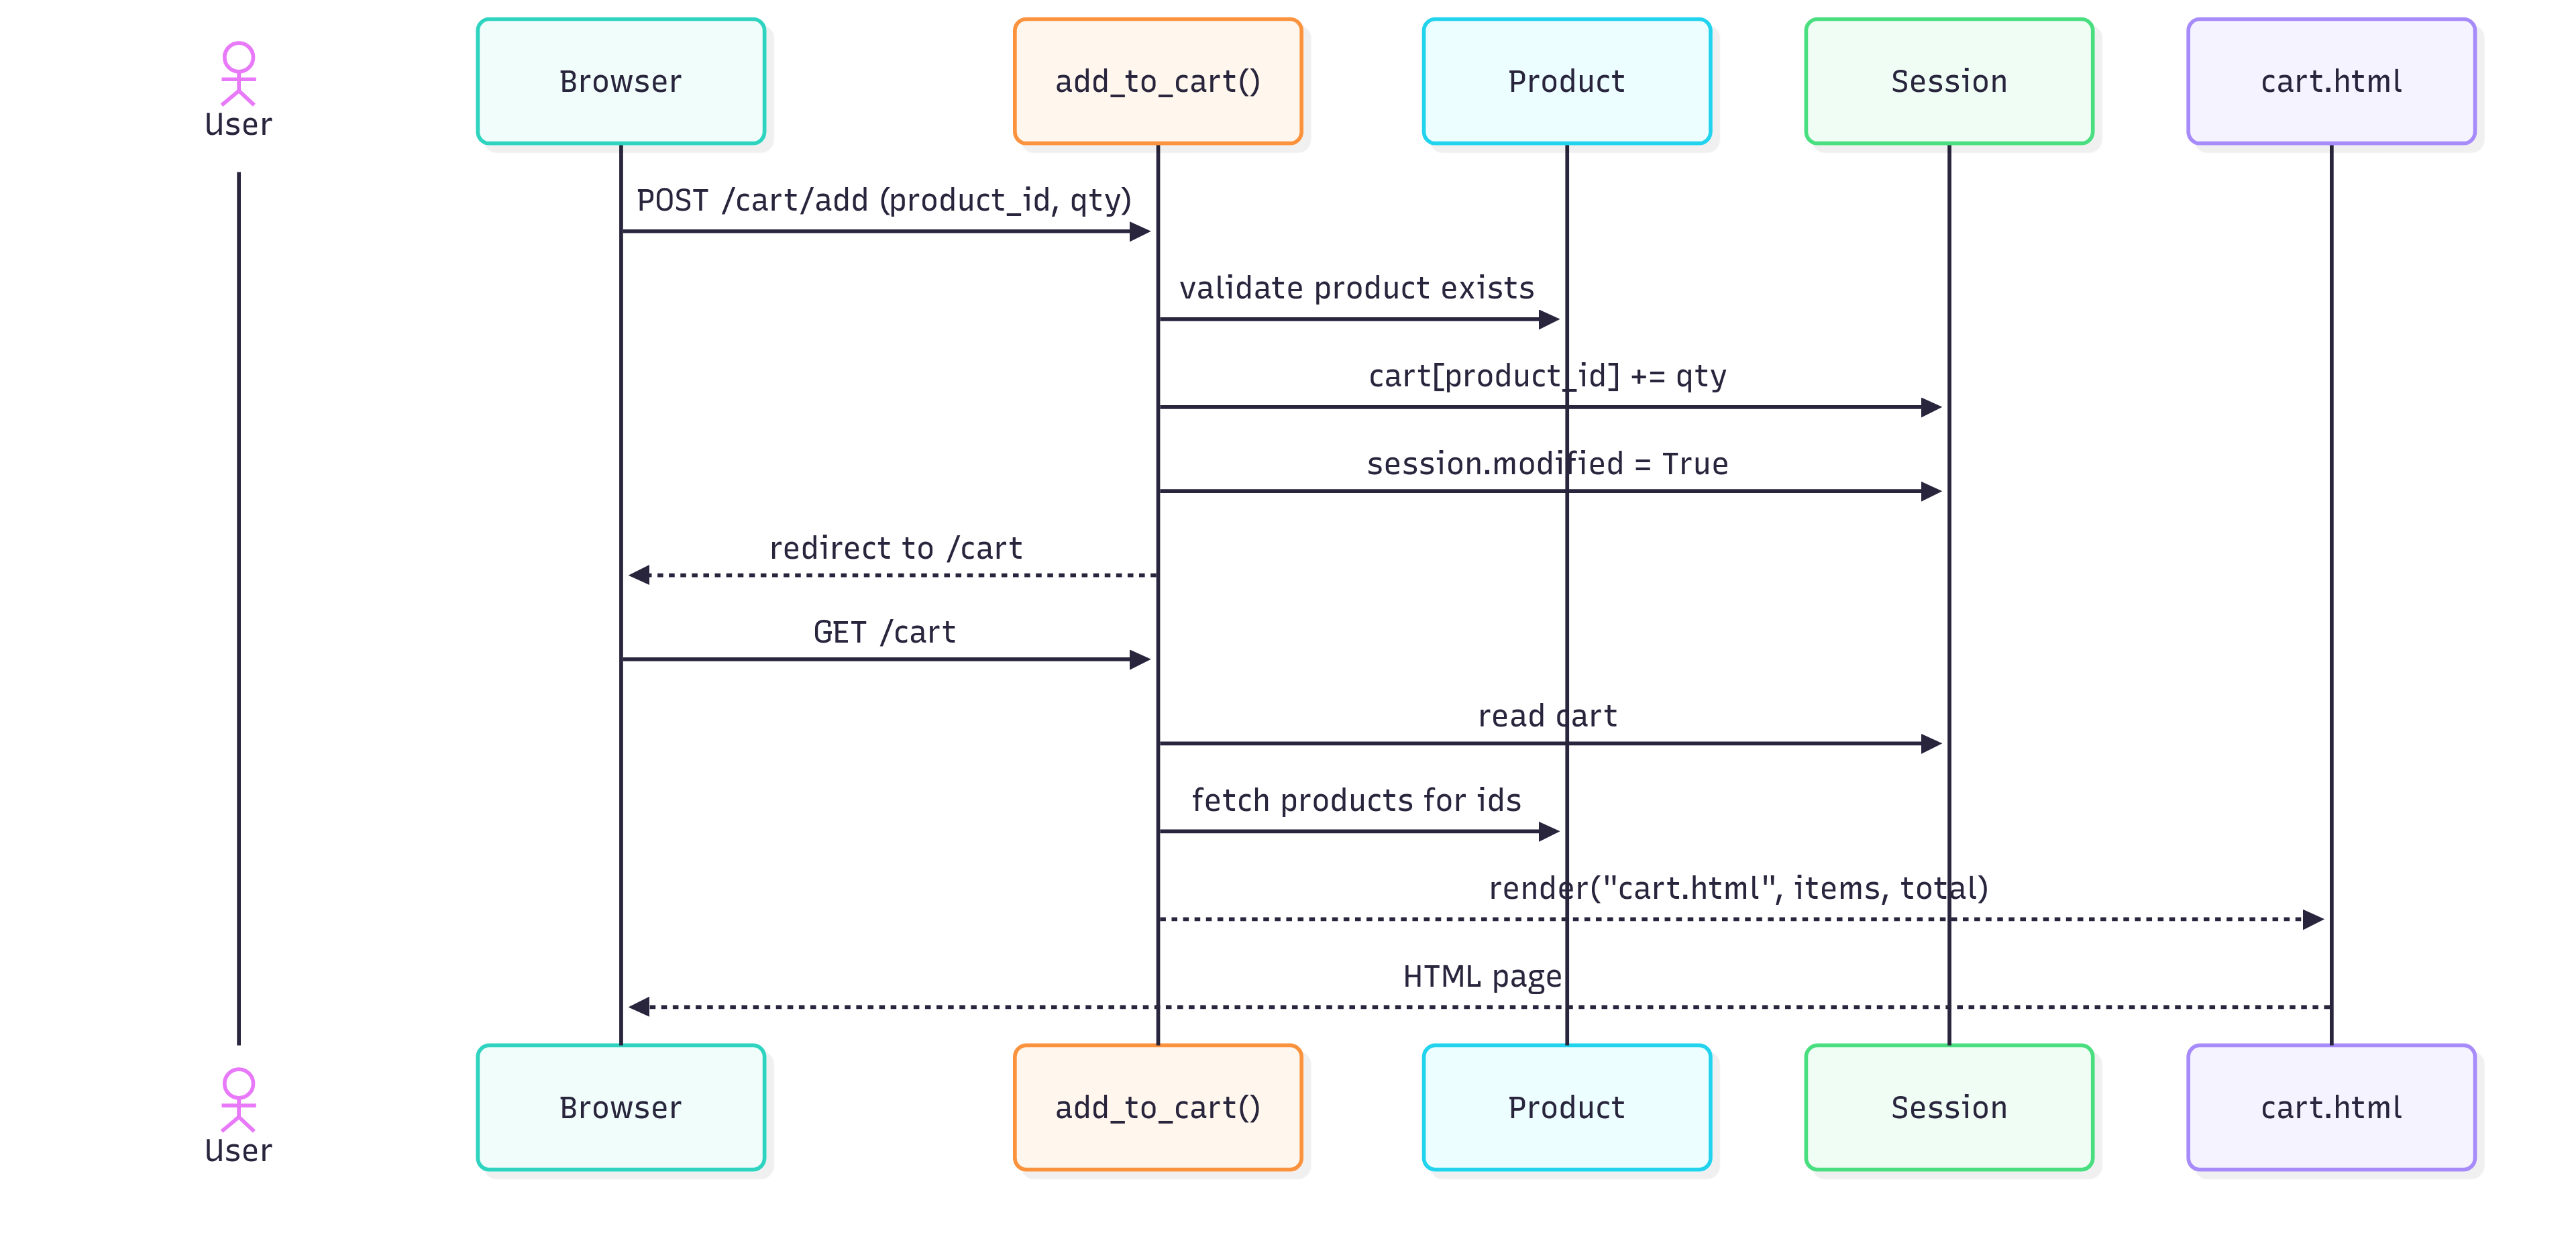 User
Browser
add_to_cart()
Product
Session
cart.html
POST /cart/add (product_id, qty)
validate product exists
cart[product_id] += qty
session.modified = True
redirect to /cart
GET /cart
read cart
fetch products for ids
render("cart.html", items, total)
HTML page
User
Browser
add_to_cart()
Product
Session
cart.html